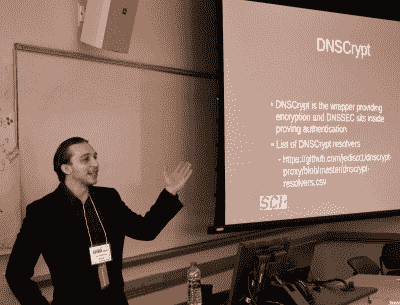 DNSCrypt
• DNSCrypt is the wrapper providing
encryption and DNSSEC sits inside
proving authentication
• List of DNSCrypt resolvers
- https://github.com/jedisct1/dnscrypt-
proxy/blob/master/dnscrypt-
resolvers.csv